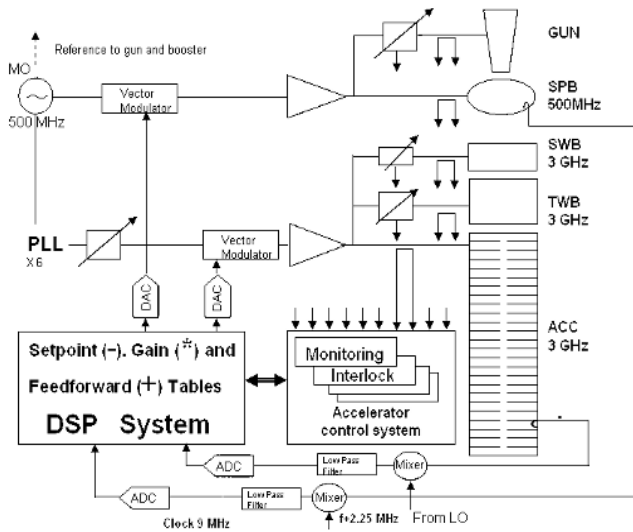 Reference to gun and booster
MO
500 MHz
Vector
Modulator
GUN
SPB
500MHz
SWB
3 GHz
TWB
3 GHz
PLL
X 6
Vector
Modulator
DAC
DAC
ACC
3 GHz
Setpoint (-), Gain (*) and
Feedforward (+) Tables
DSP System
Monitoring
Interlock
Accelerator
control system
ADC
Low Pass
Filter
Mixer
ADC
Low Pass
Filter
Mixer
From LO
Clock 9 MHz
f+2.25 MHz